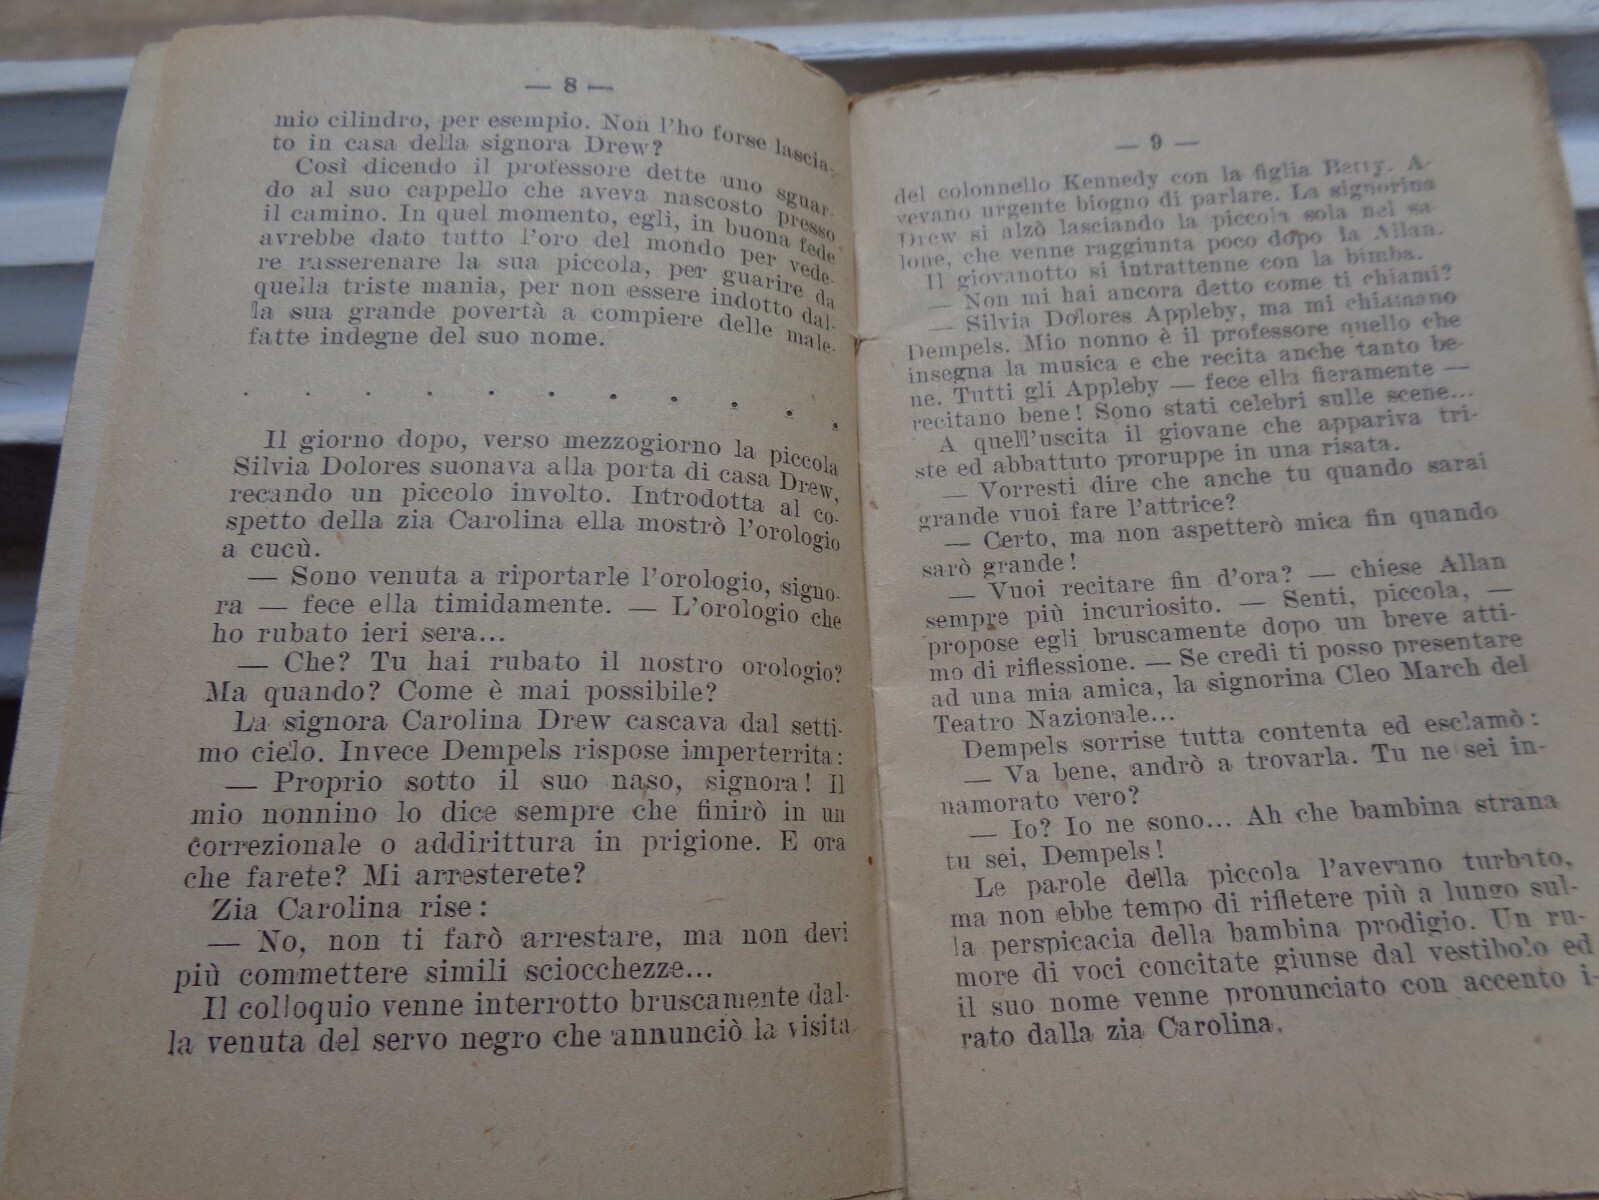 — 8 —
mio cilindro, per esempio. Non l'ho forse lascia-
to in casa della signora Drew?
Così dicendo il professore dette uno sguar-
do al suo cappello che aveva nascosto presso
il camino. In quel momento, egli, in buona fede
avrebbe dato tutto l'oro del mondo per vede-
re rasserenare la sua piccola, per guarire da
quella triste mania, per non essere indotto dal-
la sua grande povertà a compiere delle male-
fatte indegne del suo nome.
. . . . . . . . . . .
Il giorno dopo, verso mezzogiorno la piccola
Silvia Dolores suonava alla porta di casa Drew,
recando un piccolo involto. Introdotta al co-
spetto della zia Carolina ella mostrò l'orologio
a cucù.
— Sono venuta a riportarle l'orologio, signo-
ra — fece ella timidamente. — L'orologio che
ho rubato ieri sera...
— Che? Tu hai rubato il nostro orologio?
Ma quando? Come è mai possibile?
La signora Carolina Drew cascava dal setti-
mo cielo. Invece Dempels rispose imperterrita:
— Proprio sotto il suo naso, signora! Il
mio nonnino lo dice sempre che finirò in un
correzionale o addirittura in prigione. E ora
che farete? Mi arresterete?
Zia Carolina rise:
— No, non ti farò arrestare, ma non devi
più commettere simili sciocchezze...
Il colloquio venne interrotto bruscamente dal-
la venuta del servo negro che annunciò la visita
— 9 —
del colonnello Kennedy con la figlia Betty. A-
vevano urgente biogno di parlare. La signorina
Drew si alzò lasciando la piccola sola nel sa-
lone, che venne raggiunta poco dopo la Allan.
Il giovanotto si intrattenne con la bimba.
— Non mi hai ancora detto come ti chiami?
— Silvia Dolores Appleby, ma mi chiamano
Dempels. Mio nonno è il professore quello che
insegna la musica e che recita anche tanto be-
ne. Tutti gli Appleby — fece ella fieramente —
recitano bene! Sono stati celebri sulle scene...
A quell'uscita il giovane che appariva tri-
ste ed abbattuto proruppe in una risata.
— Vorresti dire che anche tu quando sarai
grande vuoi fare l'attrice?
— Certo, ma non aspetterò mica fin quando
sarò grande!
— Vuoi recitare fin d'ora? — chiese Allan
sempre più incuriosito. — Senti, piccola, —
propose egli bruscamente dopo un breve atti-
mo di riflessione. — Se credi ti posso presentare
ad una mia amica, la signorina Cleo March del
Teatro Nazionale...
Dempels sorrise tutta contenta ed esclamò:
— Va bene, andrò a trovarla. Tu ne sei in-
namorato vero?
— Io? Io ne sono... Ah che bambina strana
tu sei, Dempels!
Le parole della piccola l'avevano turbato,
ma non ebbe tempo di rifletere più a lungo sul-
la perspicacia della bambina prodigio. Un ru-
more di voci concitate giunse dal vestibolo ed
il suo nome venne pronunciato con accento i-
rato dalla zia Carolina.